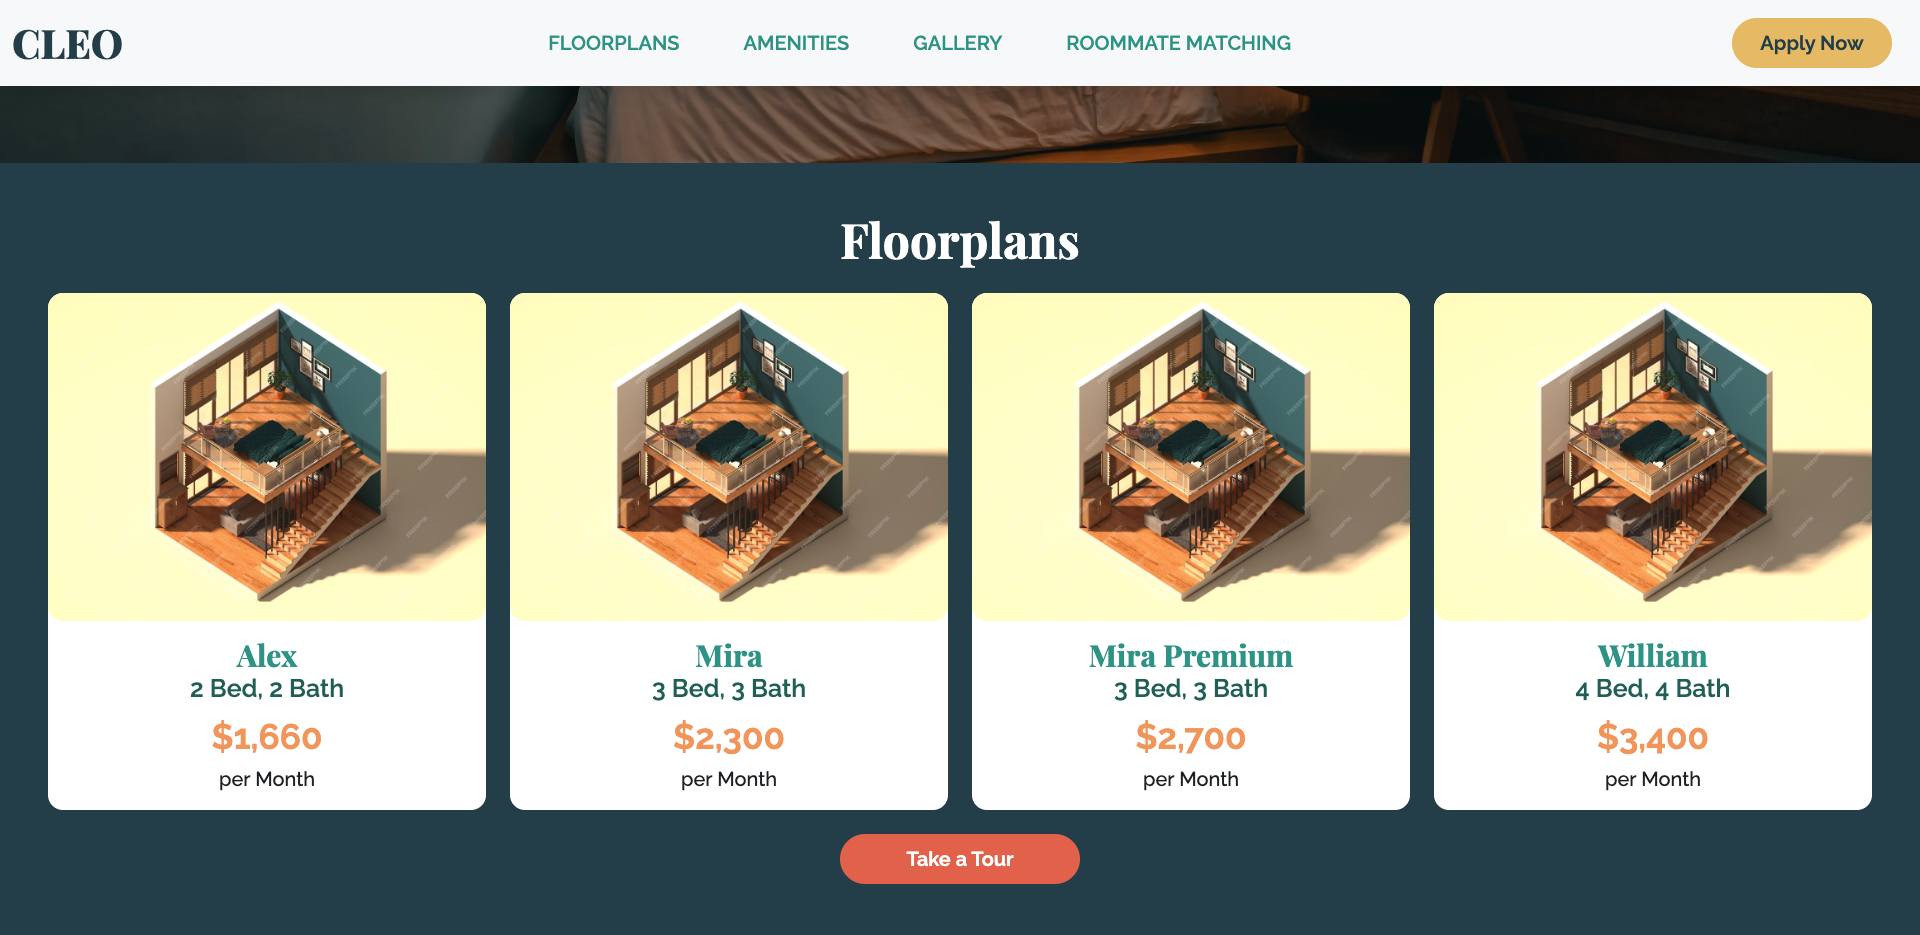 CLEO
FLOORPLANS
AMENITIES
GALLERY
ROOMMATE MATCHING
Apply Now
Floorplans
Alex
2 Bed, 2 Bath
$1,660
per Month
Mira
3 Bed, 3 Bath
$2,300
per Month
Mira Premium
3 Bed, 3 Bath
$2,700
per Month
William
4 Bed, 4 Bath
$3,400
per Month
Take a Tour